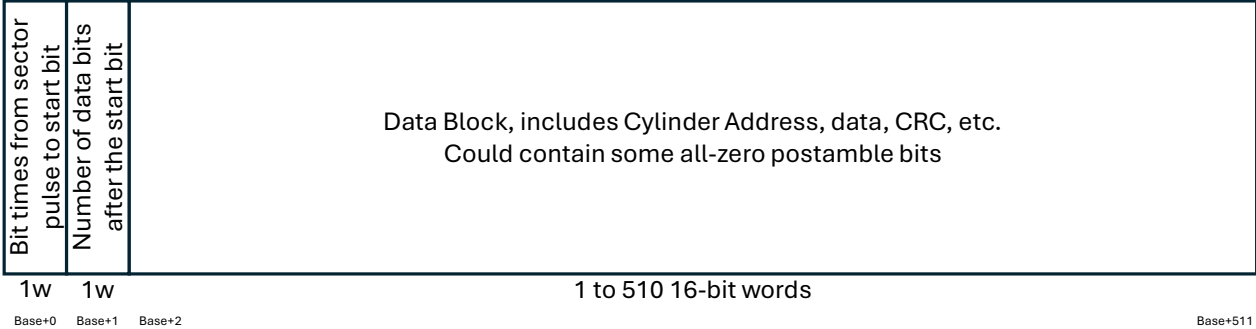 Bit times from sector
pulse to start bit
Number of data bits
after the start bit
Data Block, includes Cylinder Address, data, CRC, etc.
Could contain some all-zero postamble bits
1w
1w
1 to 510 16-bit words
Base+0
Base+1
Base+2
Base+511